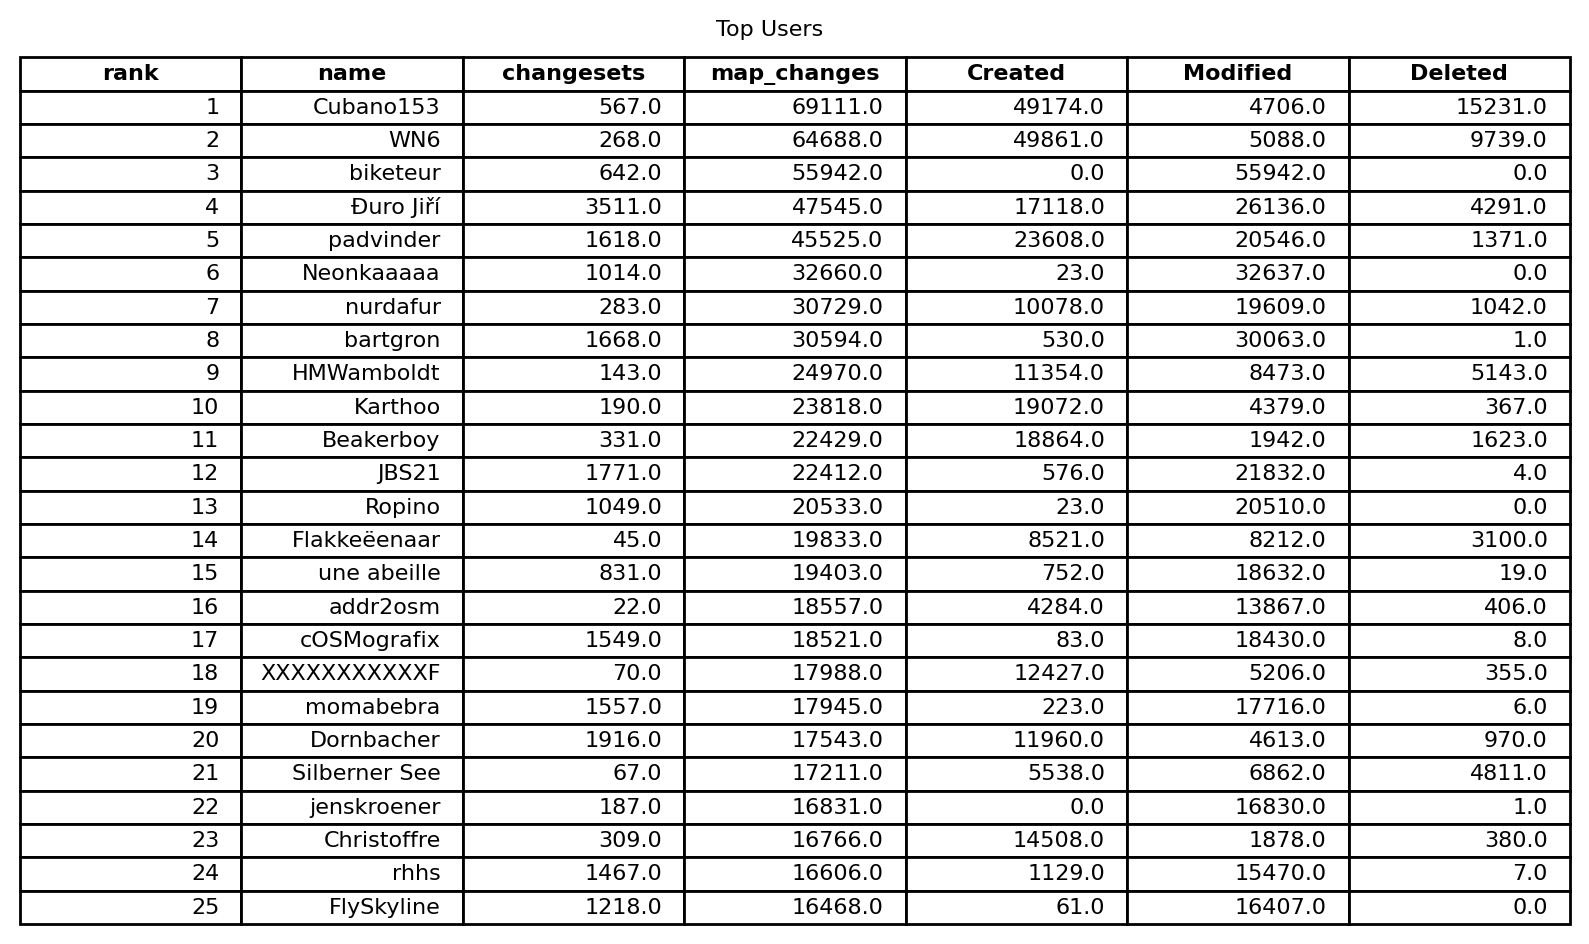 Top Users
rank name changesets map_changes Created Modified Deleted
1 Cubano153 567.0 69111.0 49174.0 4706.0 15231.0
2 WN6 268.0 64688.0 49861.0 5088.0 9739.0
3 biketeur 642.0 55942.0 0.0 55942.0 0.0
4 Ðuro Jiří 3511.0 47545.0 17118.0 26136.0 4291.0
5 padvinder 1618.0 45525.0 23608.0 20546.0 1371.0
6 Neonkaaaaa 1014.0 32660.0 23.0 32637.0 0.0
7 nurdafur 283.0 30729.0 10078.0 19609.0 1042.0
8 bartgron 1668.0 30594.0 530.0 30063.0 1.0
9 HMWamboldt 143.0 24970.0 11354.0 8473.0 5143.0
10 Karthoo 190.0 23818.0 19072.0 4379.0 367.0
11 Beakerboy 331.0 22429.0 18864.0 1942.0 1623.0
12 JBS21 1771.0 22412.0 576.0 21832.0 4.0
13 Ropino 1049.0 20533.0 23.0 20510.0 0.0
14 Flakkeëenaar 45.0 19833.0 8521.0 8212.0 3100.0
15 une abeille 831.0 19403.0 752.0 18632.0 19.0
16 addr2osm 22.0 18557.0 4284.0 13867.0 406.0
17 cOSMografix 1549.0 18521.0 83.0 18430.0 8.0
18 XXXXXXXXXXXF 70.0 17988.0 12427.0 5206.0 355.0
19 momabebra 1557.0 17945.0 223.0 17716.0 6.0
20 Dornbacher 1916.0 17543.0 11960.0 4613.0 970.0
21 Silberner See 67.0 17211.0 5538.0 6862.0 4811.0
22 jenskroener 187.0 16831.0 0.0 16830.0 1.0
23 Christoffre 309.0 16766.0 14508.0 1878.0 380.0
24 rhhs 1467.0 16606.0 1129.0 15470.0 7.0
25 FlySkyline 1218.0 16468.0 61.0 16407.0 0.0